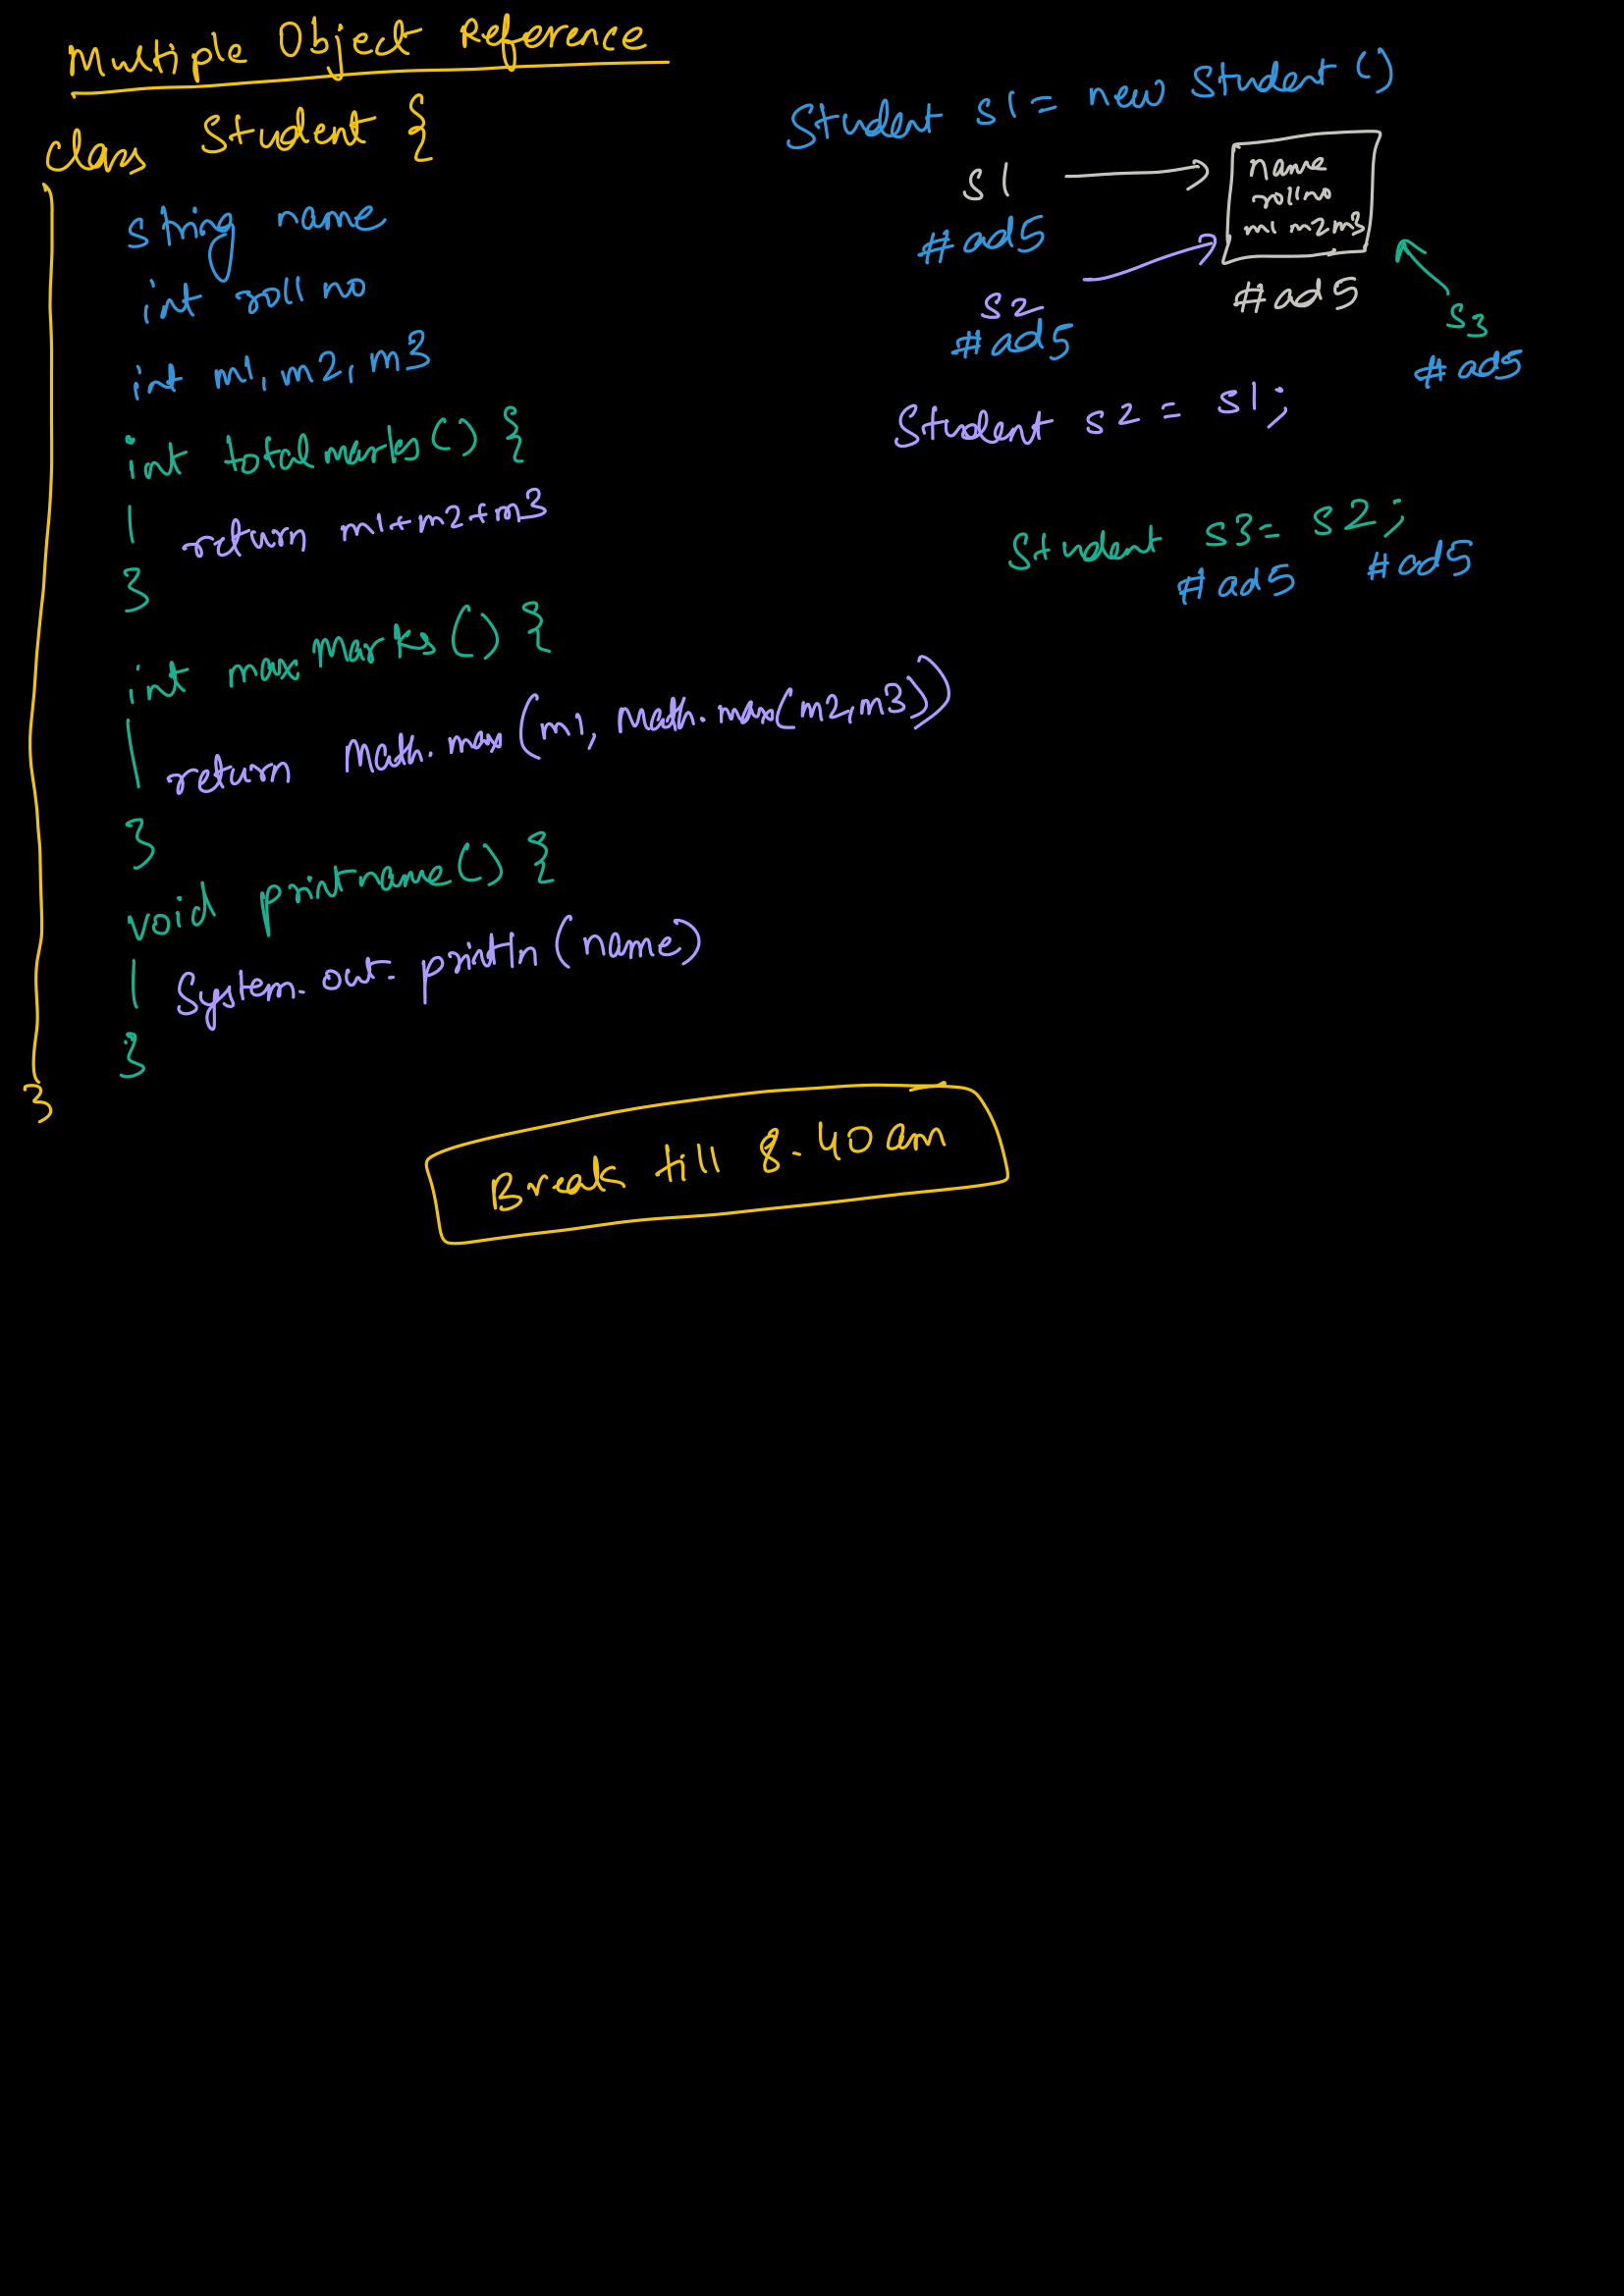 Multiple Object Reference
class Student {
string name
int roll no
int m1, m2, m3
int totalmarks() {
return m1+m2+m3
}
int maxMarks() {
return Math.max(m1, Math.max(m2,m3))
}
void printname() {
System.out.println(name)
}
}
Student s1 = new Student()
s1
#ad5
name
rollno
m1 m2 m3
#ad5
s2
#ad5
s3
#ad5
Student s2 = s1;
Student s3 = s2;
#ad5 #ad5
Break till 8.40am